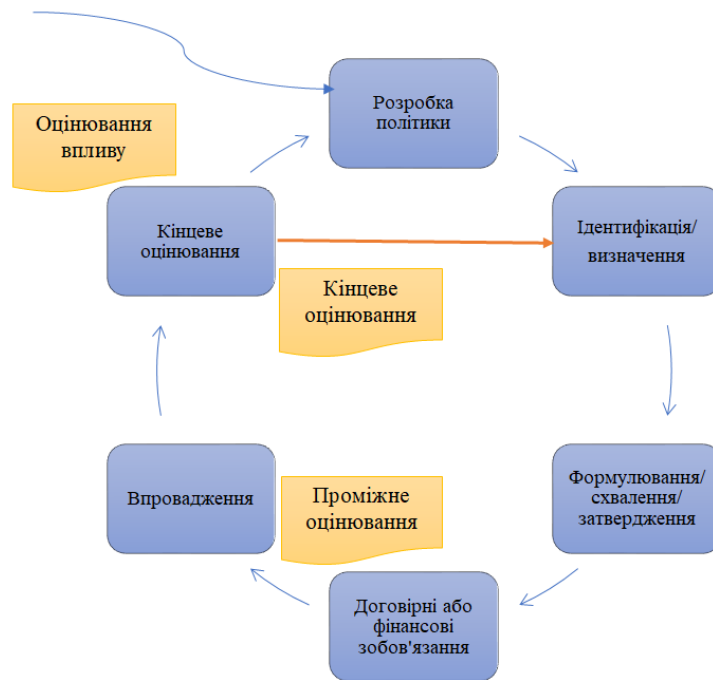 Розробка
політики
Оцінювання
впливу
Кінцеве
оцінювання
Ідентифікація/
визначення
Кінцеве
оцінювання
Впровадження
Проміжне
оцінювання
Формулювання/
схвалення/
затвердження
Договірні або
фінансові
зобов'язання